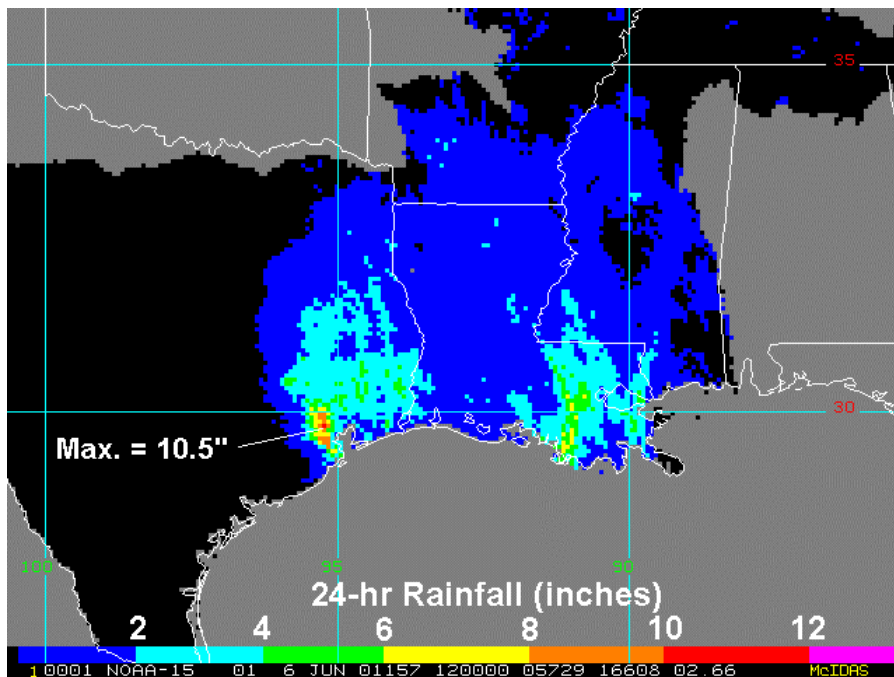 35
30
Max. = 10.5"
100 95 90
24-hr Rainfall (inches)
2 4 6 8 10 12
1 0001 NOAA-15 01 6 JUN 01157 120000 05729 16608 02.66 McIDAS